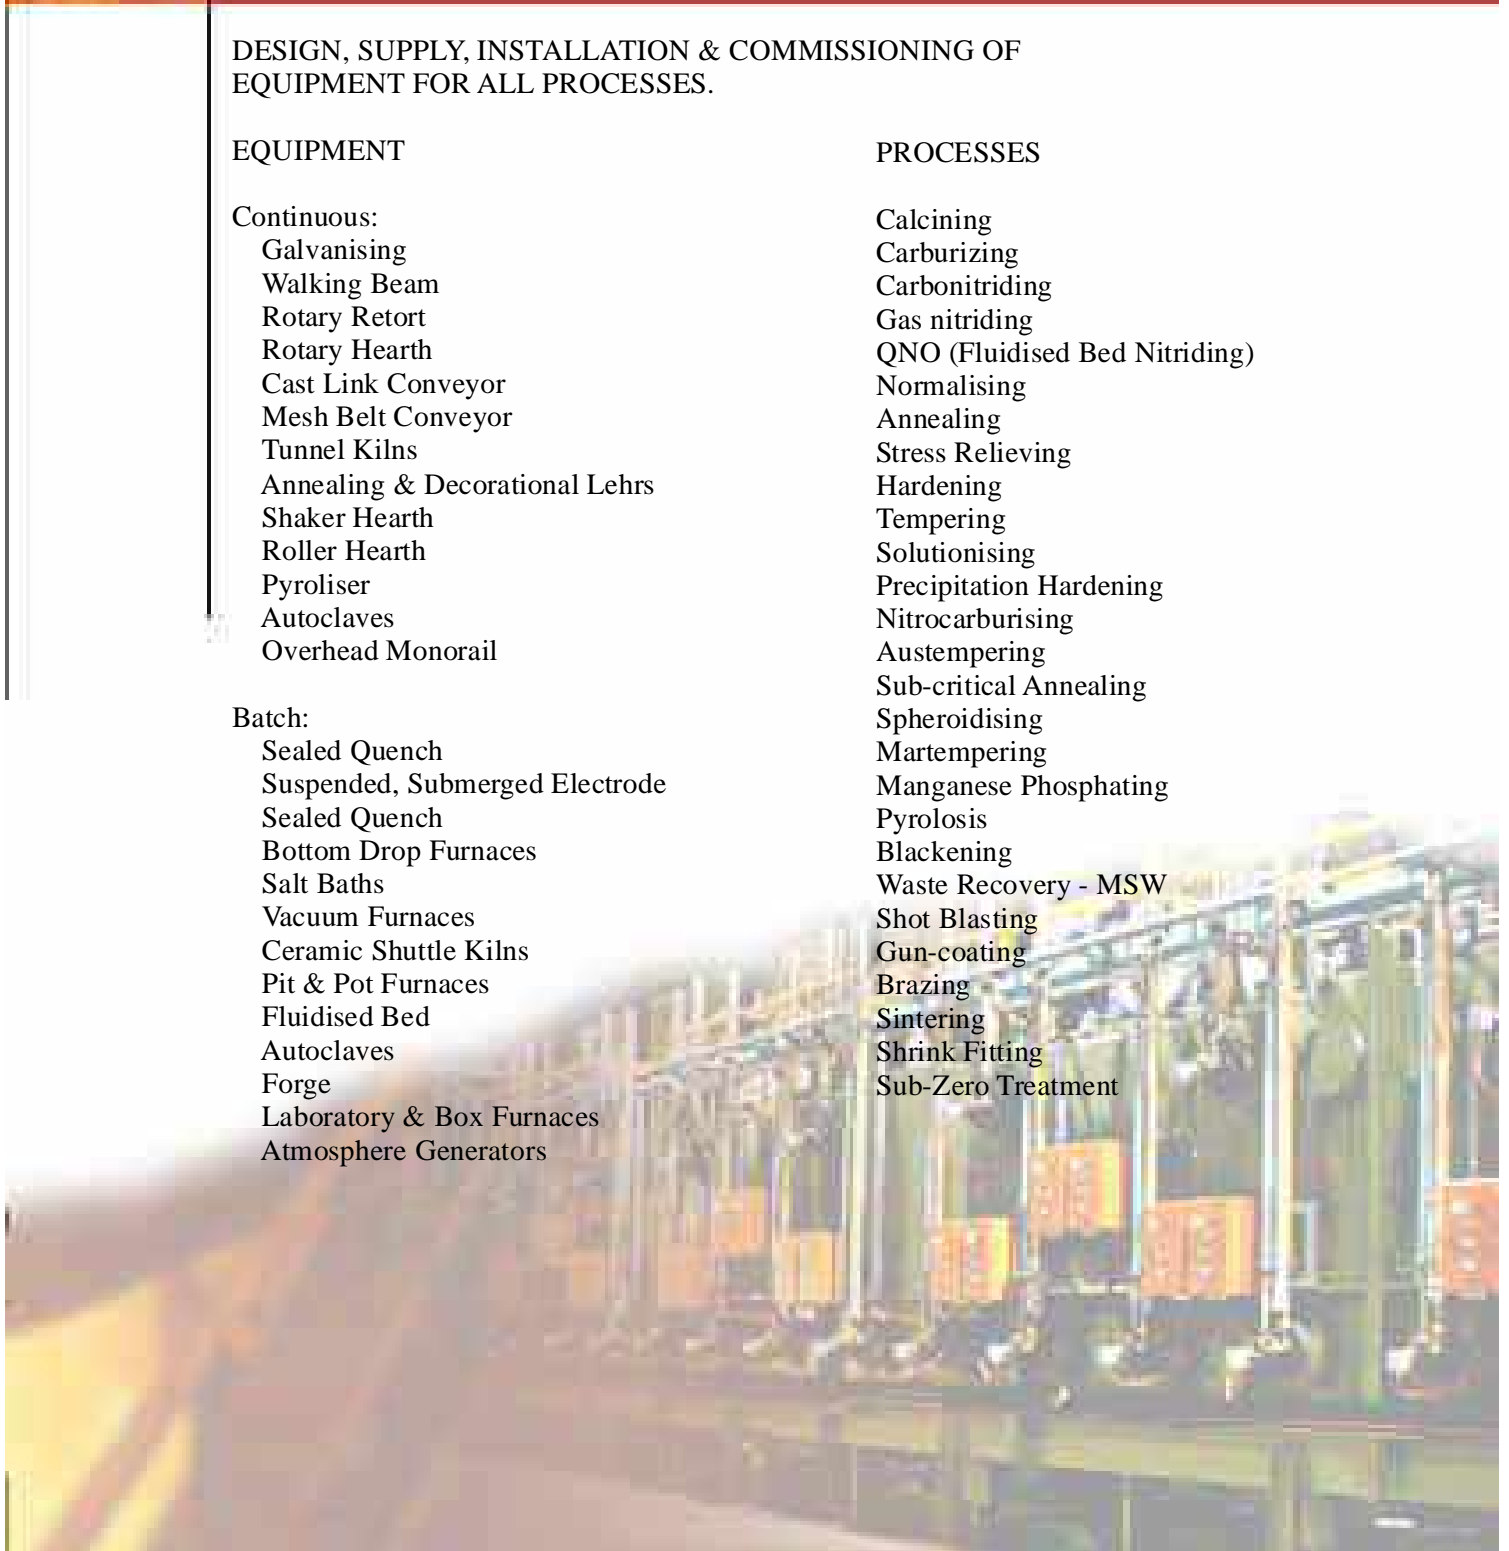 DESIGN, SUPPLY, INSTALLATION & COMMISSIONING OF
EQUIPMENT FOR ALL PROCESSES.
EQUIPMENT
Continuous:
Galvanising
Walking Beam
Rotary Retort
Rotary Hearth
Cast Link Conveyor
Mesh Belt Conveyor
Tunnel Kilns
Annealing & Decorational Lehrs
Shaker Hearth
Roller Hearth
Pyroliser
Autoclaves
Overhead Monorail
Batch:
Sealed Quench
Suspended, Submerged Electrode
Sealed Quench
Bottom Drop Furnaces
Salt Baths
Vacuum Furnaces
Ceramic Shuttle Kilns
Pit & Pot Furnaces
Fluidised Bed
Autoclaves
Forge
Laboratory & Box Furnaces
Atmosphere Generators
PROCESSES
Calcining
Carburizing
Carbonitriding
Gas nitriding
QNO (Fluidised Bed Nitriding)
Normalising
Annealing
Stress Relieving
Hardening
Tempering
Solutionising
Precipitation Hardening
Nitrocarburising
Austempering
Sub-critical Annealing
Spheroidising
Martempering
Manganese Phosphating
Pyrolosis
Blackening
Waste Recovery - MSW
Shot Blasting
Gun-coating
Brazing
Sintering
Shrink Fitting
Sub-Zero Treatment